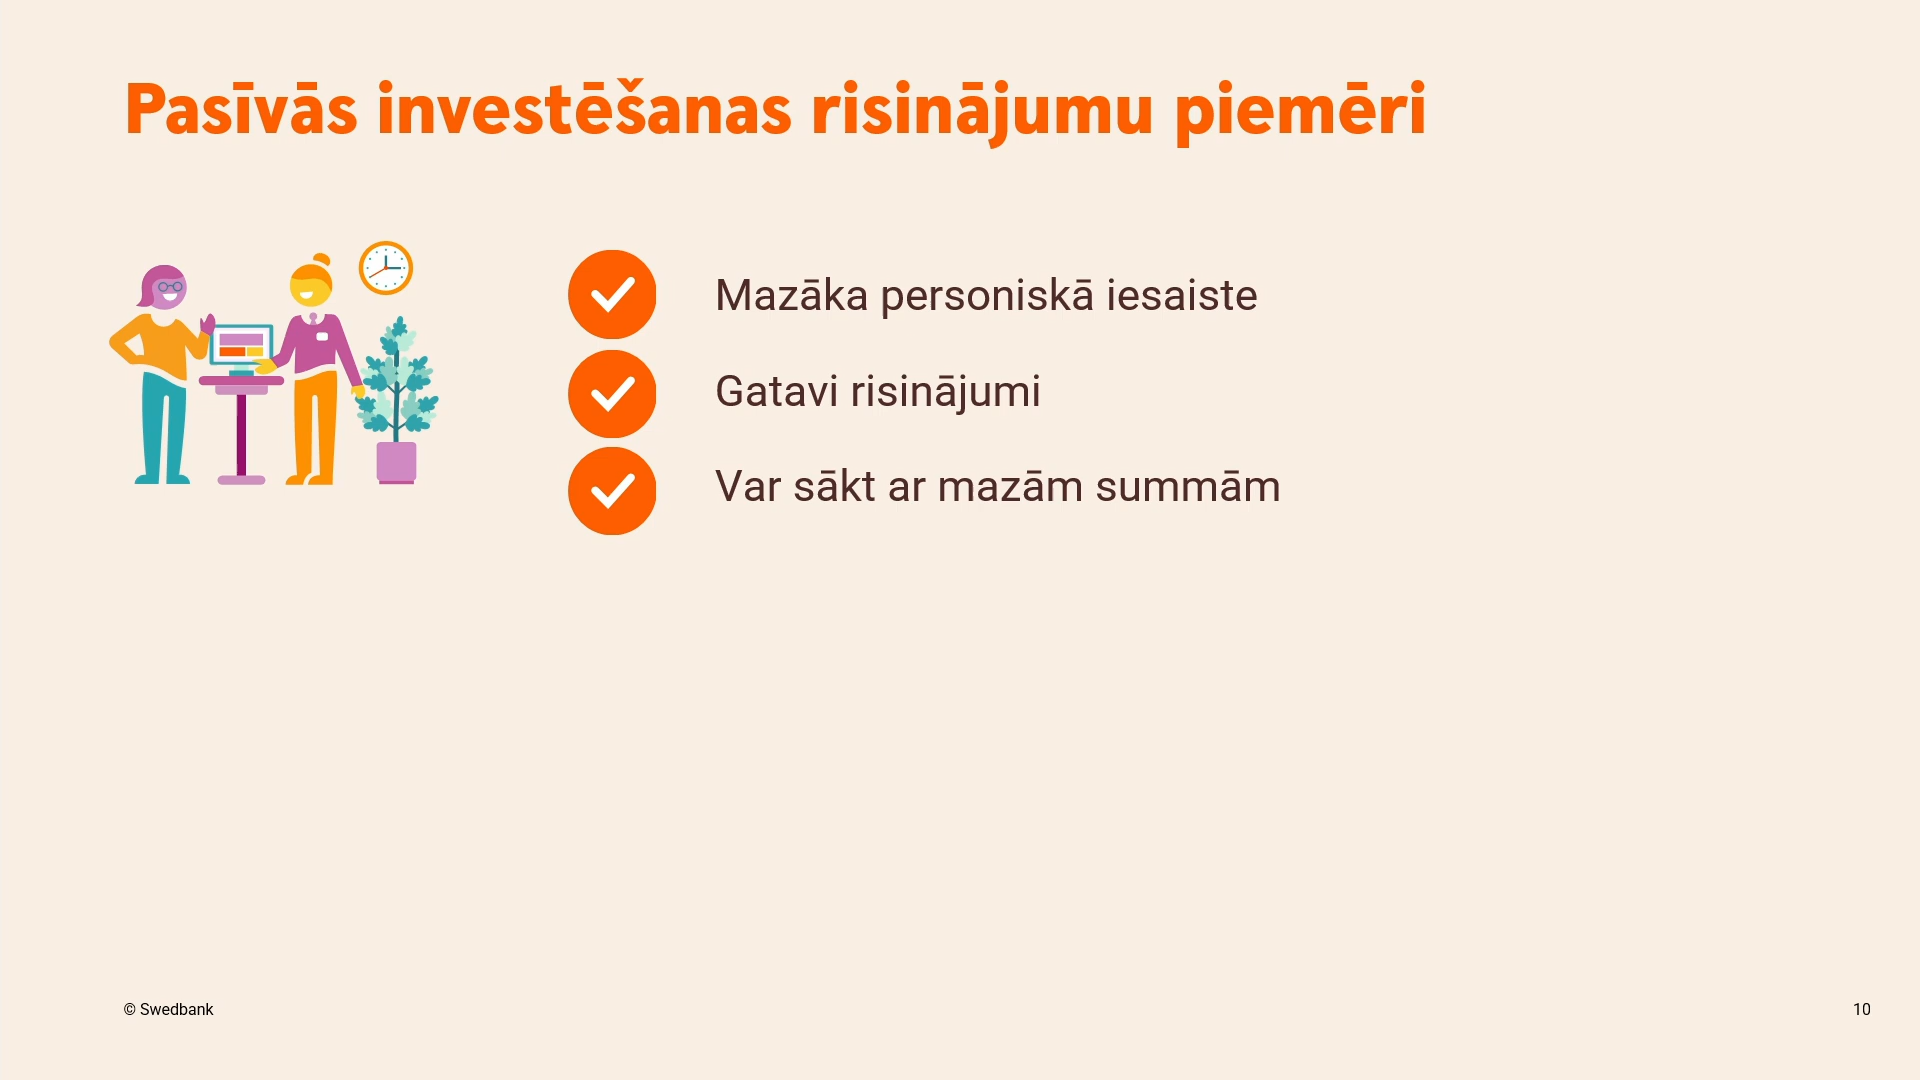 Pasīvās investēšanas risinājumu piemēri
Mazāka personiskā iesaiste
Gatavi risinājumi
Var sākt ar mazām summām
© Swedbank
10